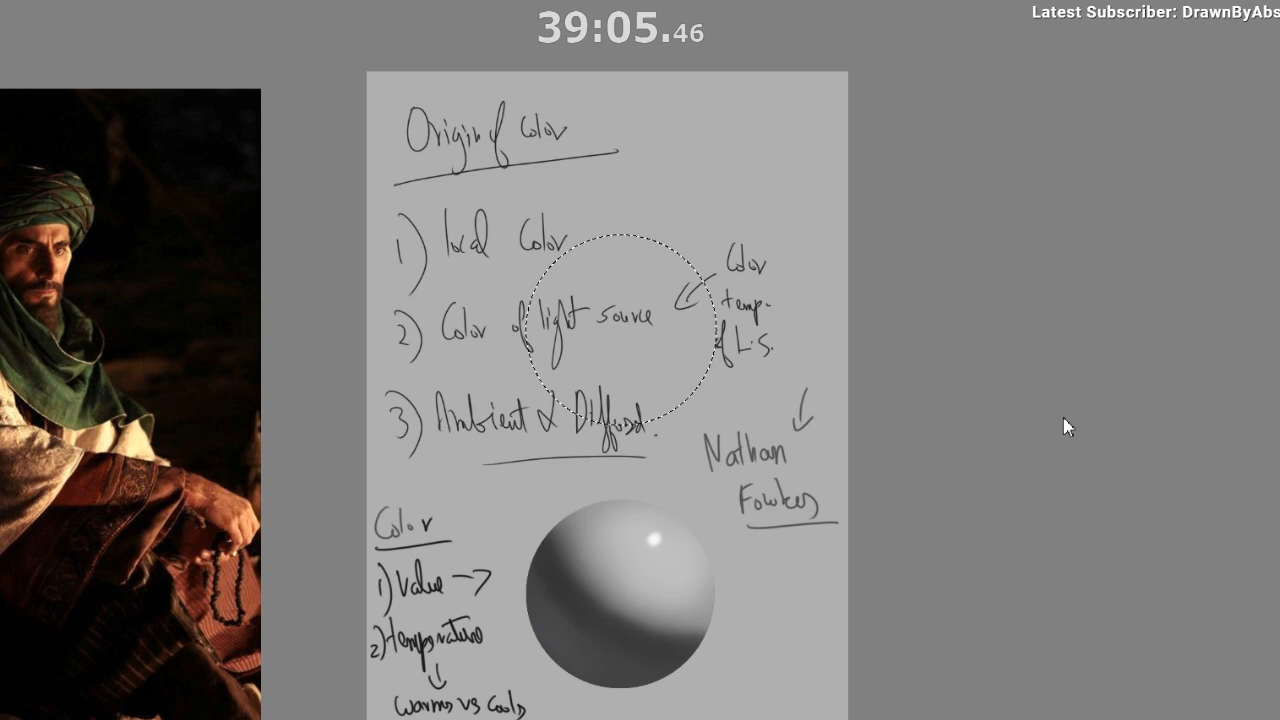 39:05.46
Latest Subscriber: DrawnByAbs
Origin of Color
1) local Color
2) Color of light source
Color
temp.
of L.S.
3) Ambient & Diffused.
Nathan
Fowkes
Color
1) Value →
2) temperature
↓
warms vs cools